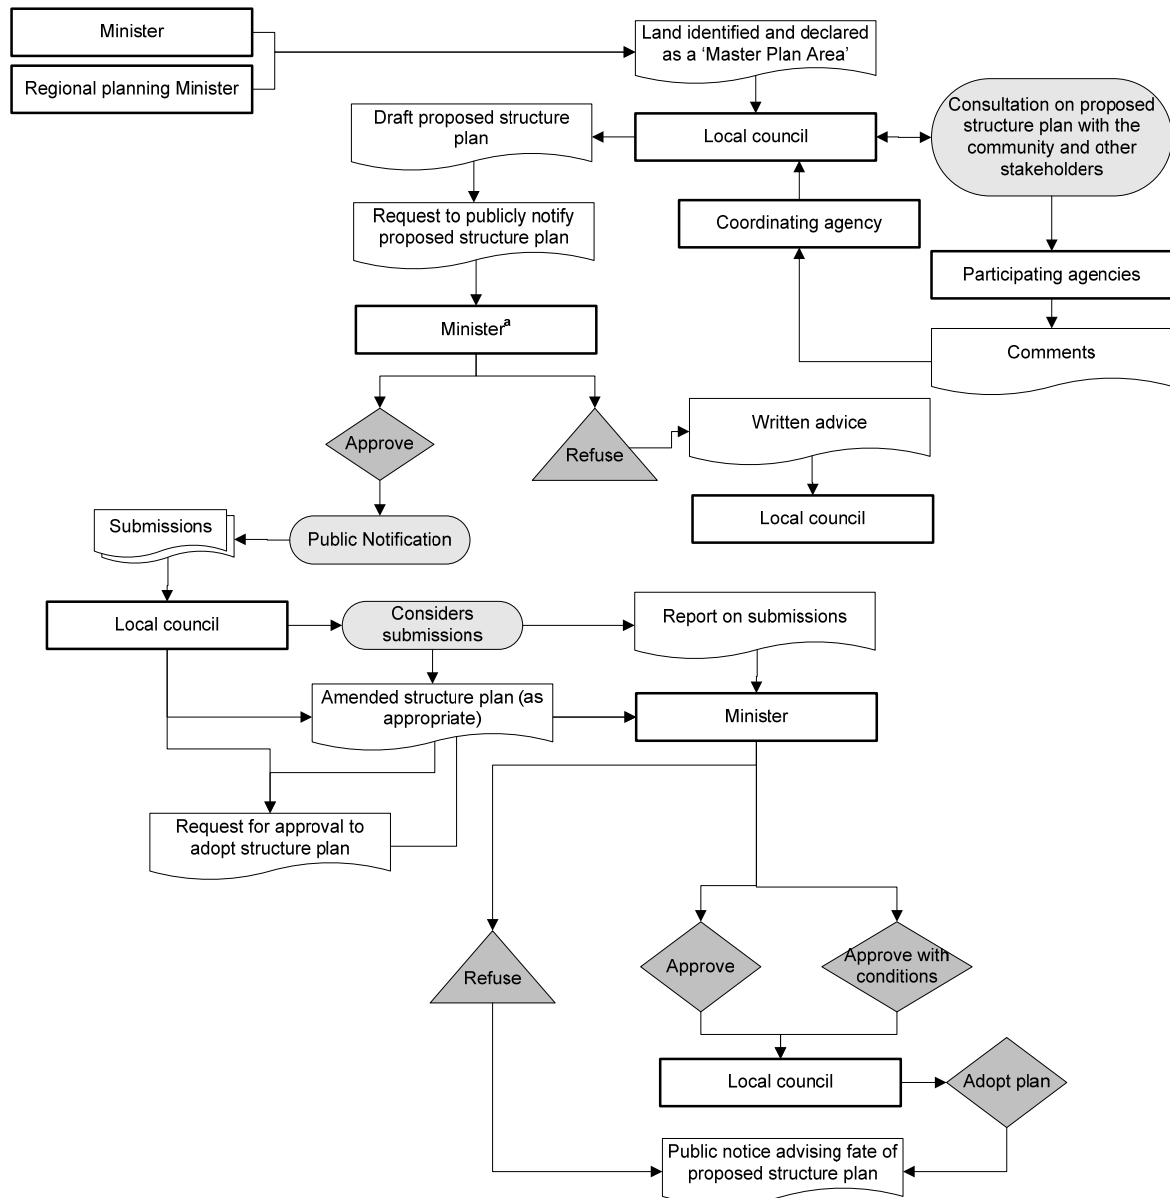 Minister
Regional planning Minister
Land identified and declared
as a ‘Master Plan Area’
Draft proposed structure
plan
Local council
Consultation on proposed
structure plan with the
community and other
stakeholders
Request to publicly notify
proposed structure plan
Coordinating agency
Participating agencies
Minister^a
Comments
Approve
Refuse
Written advice
Local council
Submissions
Public Notification
Local council
Considers
submissions
Report on submissions
Amended structure plan (as
appropriate)
Minister
Request for approval to
adopt structure plan
Refuse
Approve
Approve with
conditions
Local council
Adopt plan
Public notice advising fate of
proposed structure plan